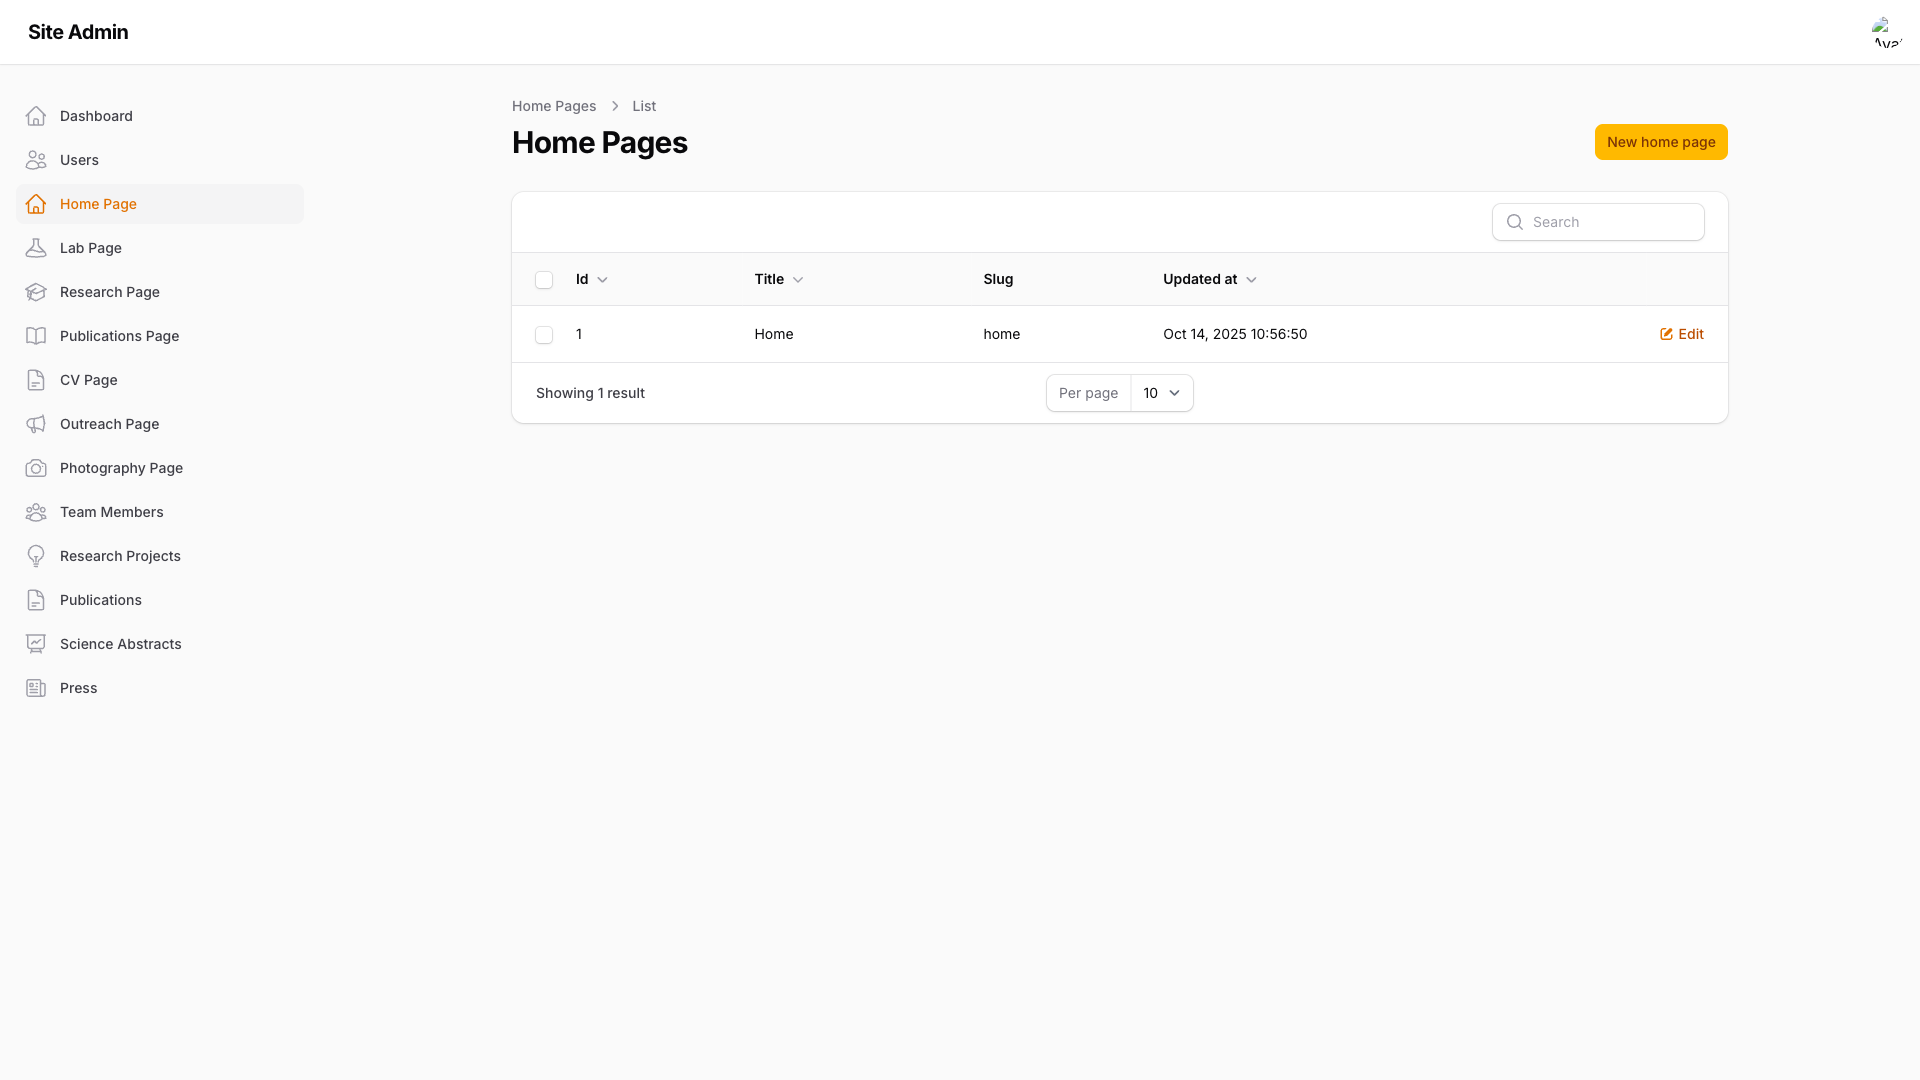 Site Admin
Dashboard
Users
Home Page
Lab Page
Research Page
Publications Page
CV Page
Outreach Page
Photography Page
Team Members
Research Projects
Publications
Science Abstracts
Press
Home Pages
List
Home Pages
New home page
Search
Id Title Slug Updated at
1 Home home Oct 14, 2025 10:56:50 Edit
Showing 1 result
Per page 10